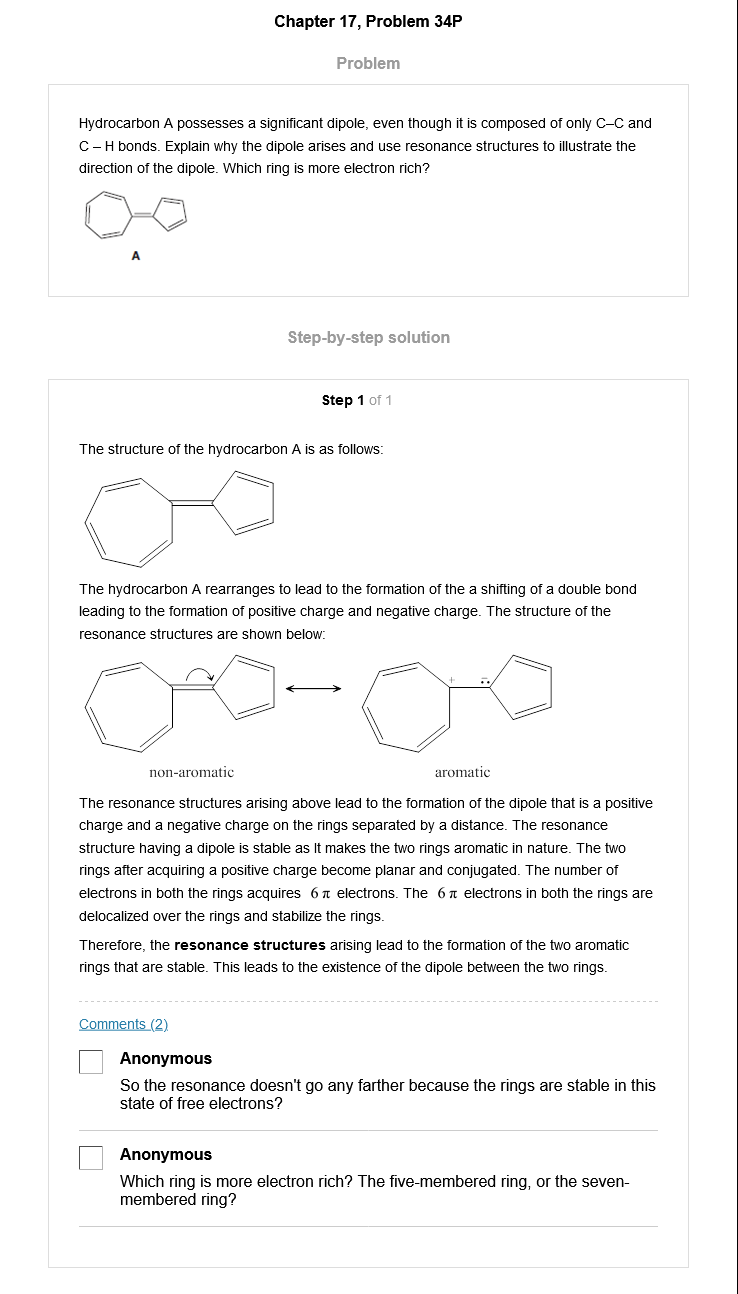 Chapter 17, Problem 34P
Problem
Hydrocarbon A possesses a significant dipole, even though it is composed of only C–C and
C – H bonds. Explain why the dipole arises and use resonance structures to illustrate the
direction of the dipole. Which ring is more electron rich?
A
Step-by-step solution
Step 1 of 1
The structure of the hydrocarbon A is as follows:
The hydrocarbon A rearranges to lead to the formation of the a shifting of a double bond
leading to the formation of positive charge and negative charge. The structure of the
resonance structures are shown below:
+
−
non-aromatic
aromatic
The resonance structures arising above lead to the formation of the dipole that is a positive
charge and a negative charge on the rings separated by a distance. The resonance
structure having a dipole is stable as It makes the two rings aromatic in nature. The two
rings after acquiring a positive charge become planar and conjugated. The number of
electrons in both the rings acquires 6 π electrons. The 6 π electrons in both the rings are
delocalized over the rings and stabilize the rings.
Therefore, the resonance structures arising lead to the formation of the two aromatic
rings that are stable. This leads to the existence of the dipole between the two rings.
Comments (2)
Anonymous
So the resonance doesn't go any farther because the rings are stable in this
state of free electrons?
Anonymous
Which ring is more electron rich? The five-membered ring, or the seven-
membered ring?